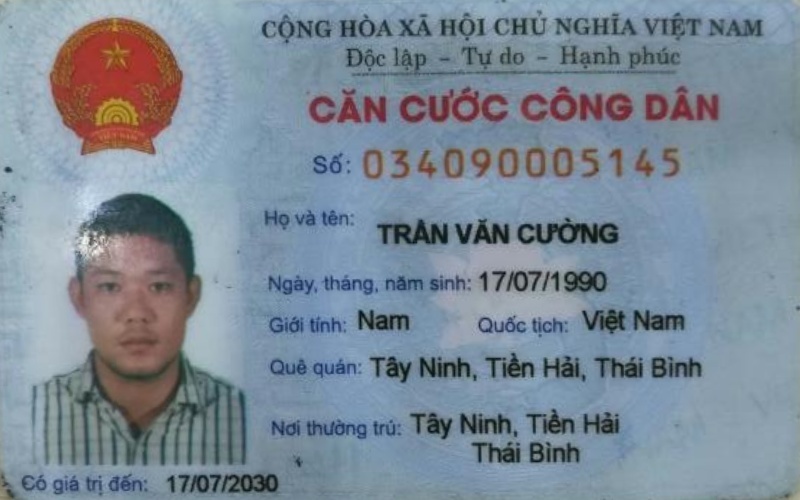 CỘNG HÒA XÃ HỘI CHỦ NGHĨA VIỆT NAM
Độc lập - Tự do - Hạnh phúc
CĂN CƯỚC CÔNG DÂN
Số: 034090005145
Họ và tên: TRẦN VĂN CƯỜNG
Ngày, tháng, năm sinh: 17/07/1990
Giới tính: Nam Quốc tịch: Việt Nam
Quê quán: Tây Ninh, Tiền Hải, Thái Bình
Nơi thường trú: Tây Ninh, Tiền Hải
Thái Bình
Có giá trị đến: 17/07/2030